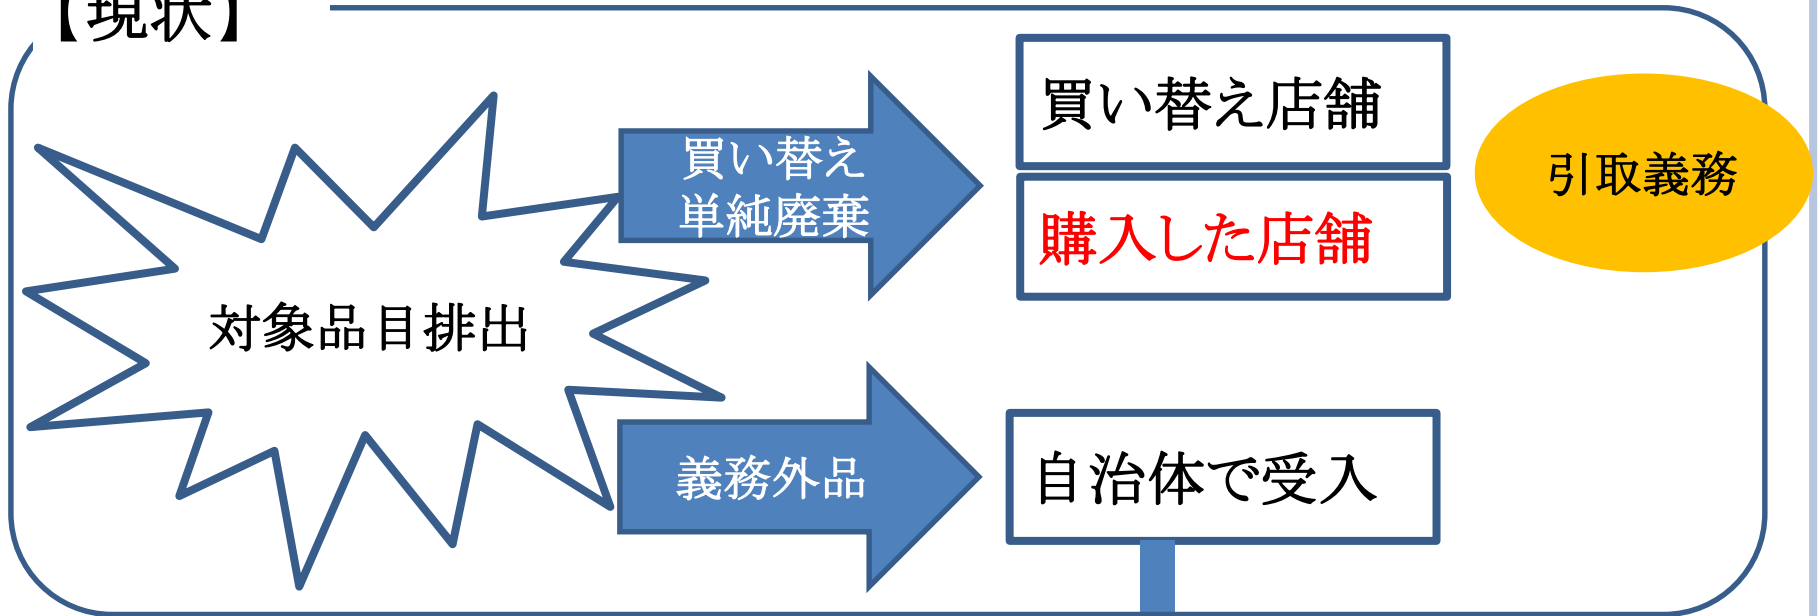 【現状】
買い替え店舗
買い替え
単純廃棄
引取義務
購入した店舗
対象品目排出
義務外品
自治体で受入